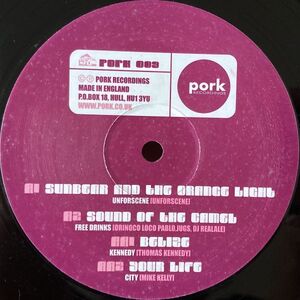 PORK 089
© ℗ PORK RECORDINGS
MADE IN ENGLAND
P.O.BOX 18, HULL, HU1 3YU
WWW.PORK.CO.UK
pork
RECORDINGS
A1 SUNBEAR AND THE ORANGE LIGHT
UNFORSCENE [UNFORSCENE]
A2 SOUND OF THE CAMEL
FREE DRINKS [DRINGCO LOCO PABLO, JUGS, DJ REALALE]
AA1 BELIZE
KENNEDY [THOMAS KENNEDY]
AA2 YOUR LIFE
CITY [MIKE KELLY]